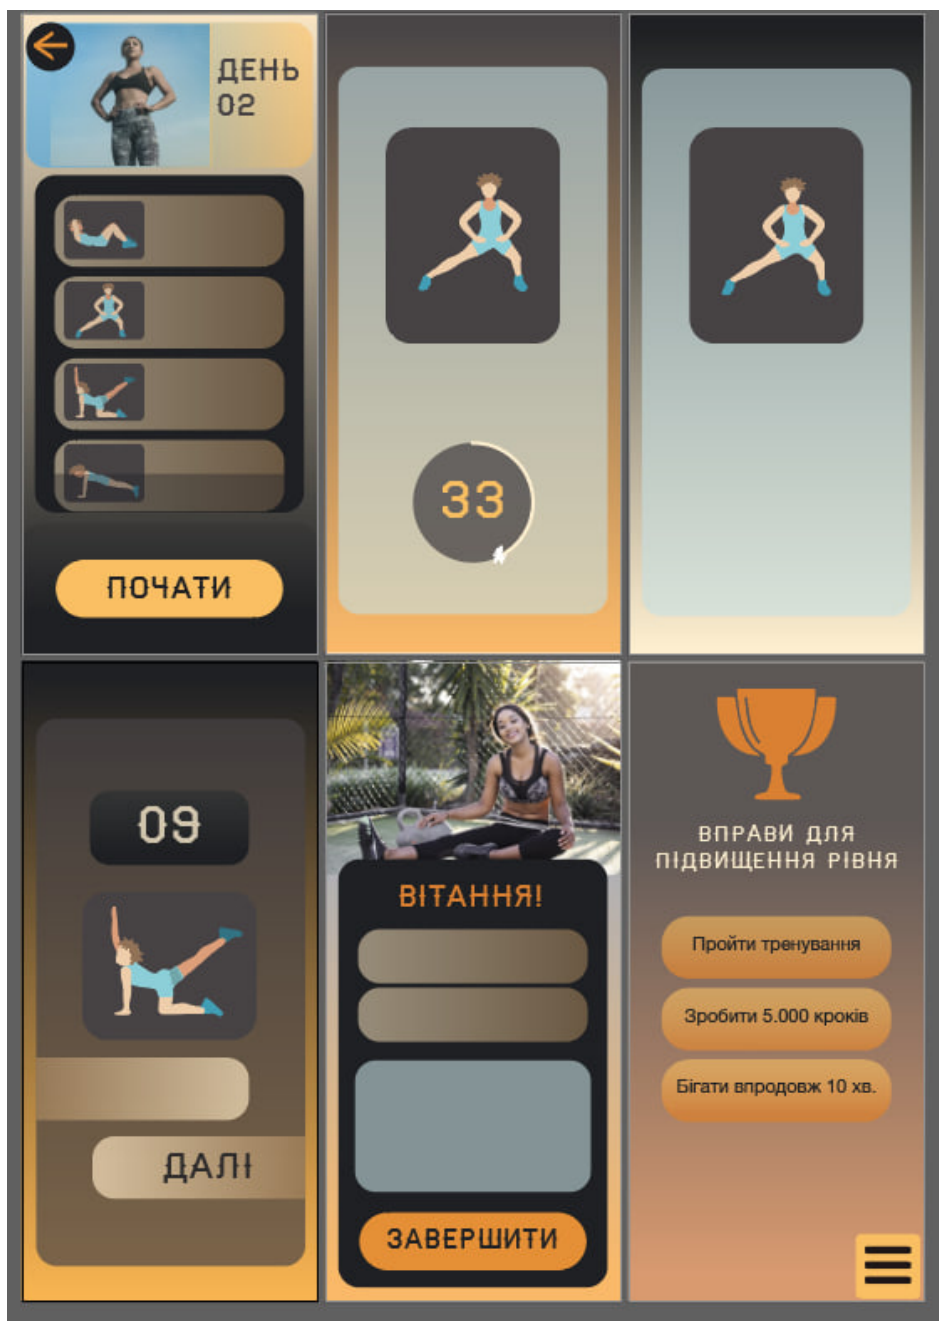 ДЕНЬ
02
ПОЧАТИ
33
09
ДАЛІ
ВІТАННЯ!
ЗАВЕРШИТИ
ВПРАВИ ДЛЯ
ПІДВИЩЕННЯ РІВНЯ
Пройти тренування
Зробити 5.000 кроків
Бігати впродовж 10 хв.